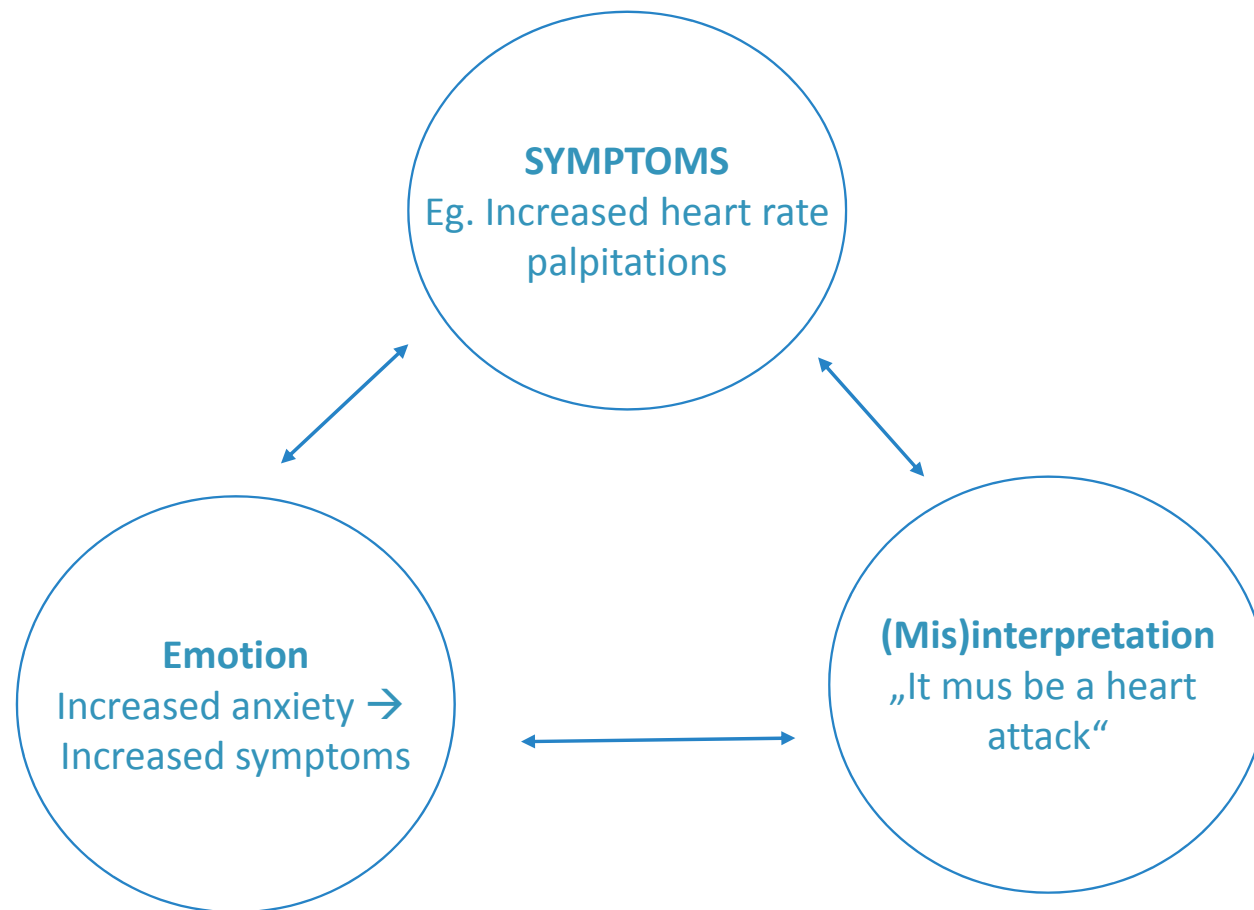 SYMPTOMS
Eg. Increased heart rate
palpitations
Emotion
Increased anxiety →
Increased symptoms
(Mis)interpretation
„It mus be a heart
attack“